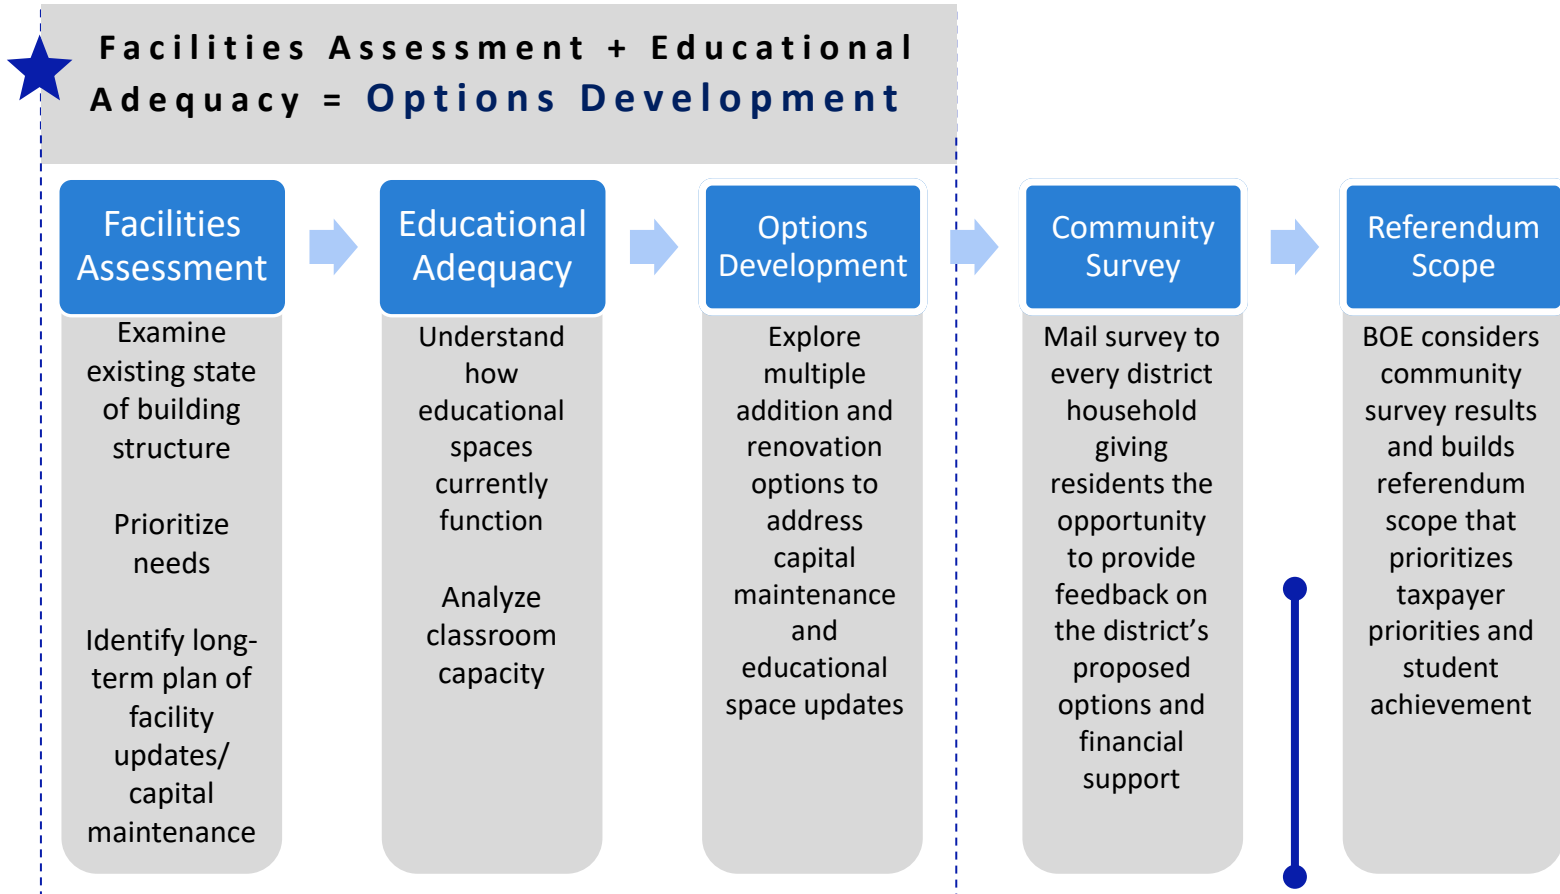 Facilities Assessment + Educational
Adequacy = Options Development
Facilities
Assessment
Examine
existing state
of building
structure
Prioritize
needs
Identify long-
term plan of
facility
updates/
capital
maintenance
Educational
Adequacy
Understand
how
educational
spaces
currently
function
Analyze
classroom
capacity
Options
Development
Explore
multiple
addition and
renovation
options to
address
capital
maintenance
and
educational
space updates
Community
Survey
Mail survey to
every district
household
giving
residents the
opportunity
to provide
feedback on
the district’s
proposed
options and
financial
support
Referendum
Scope
BOE considers
community
survey results
and builds
referendum
scope that
prioritizes
taxpayer
priorities and
student
achievement